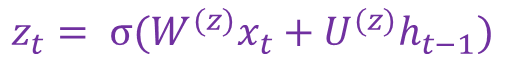 z_t = σ(W^{(z)}x_t + U^{(z)}h_{t−1})